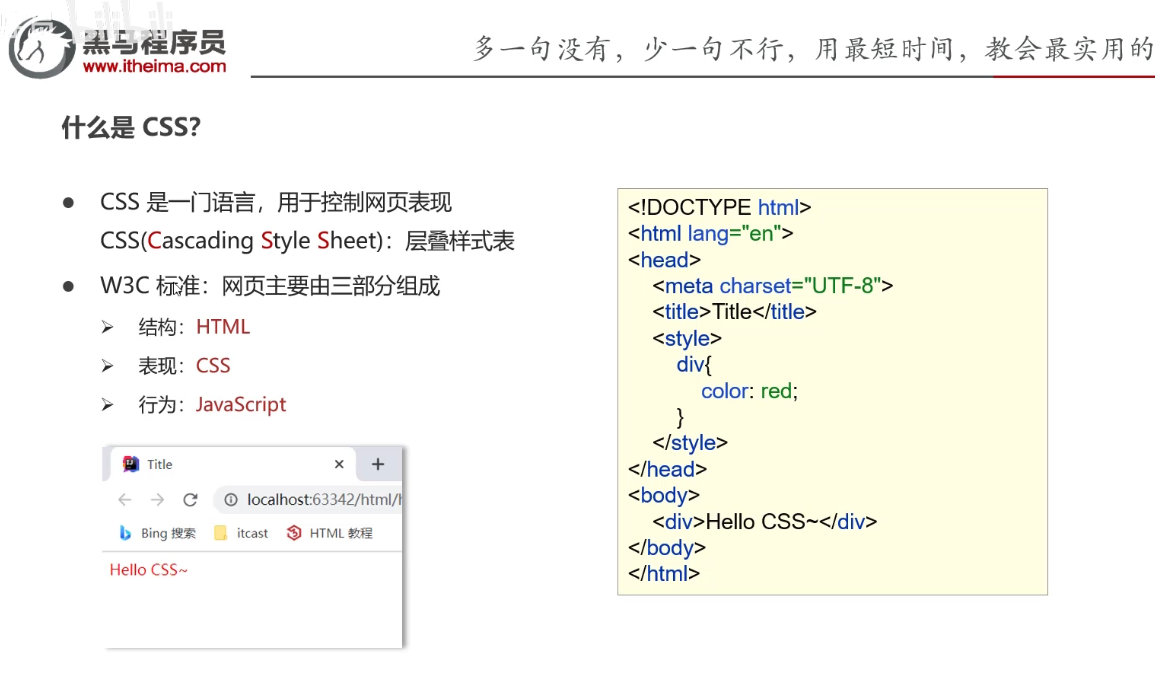 黑马程序员
www.itheima.com
多一句没有，少一句不行，用最短时间，教会最实用的
什么是 CSS?
● CSS 是一门语言，用于控制网页表现
CSS(Cascading Style Sheet)：层叠样式表
● W3C 标准：网页主要由三部分组成
➢ 结构：HTML
➢ 表现：CSS
➢ 行为：JavaScript
Title
localhost:63342/html/h
Bing 搜索 itcast HTML 教程
Hello CSS~
<!DOCTYPE html>
<html lang="en">
<head>
    <meta charset="UTF-8">
    <title>Title</title>
    <style>
        div{
            color: red;
        }
    </style>
</head>
<body>
    <div>Hello CSS~</div>
</body>
</html>